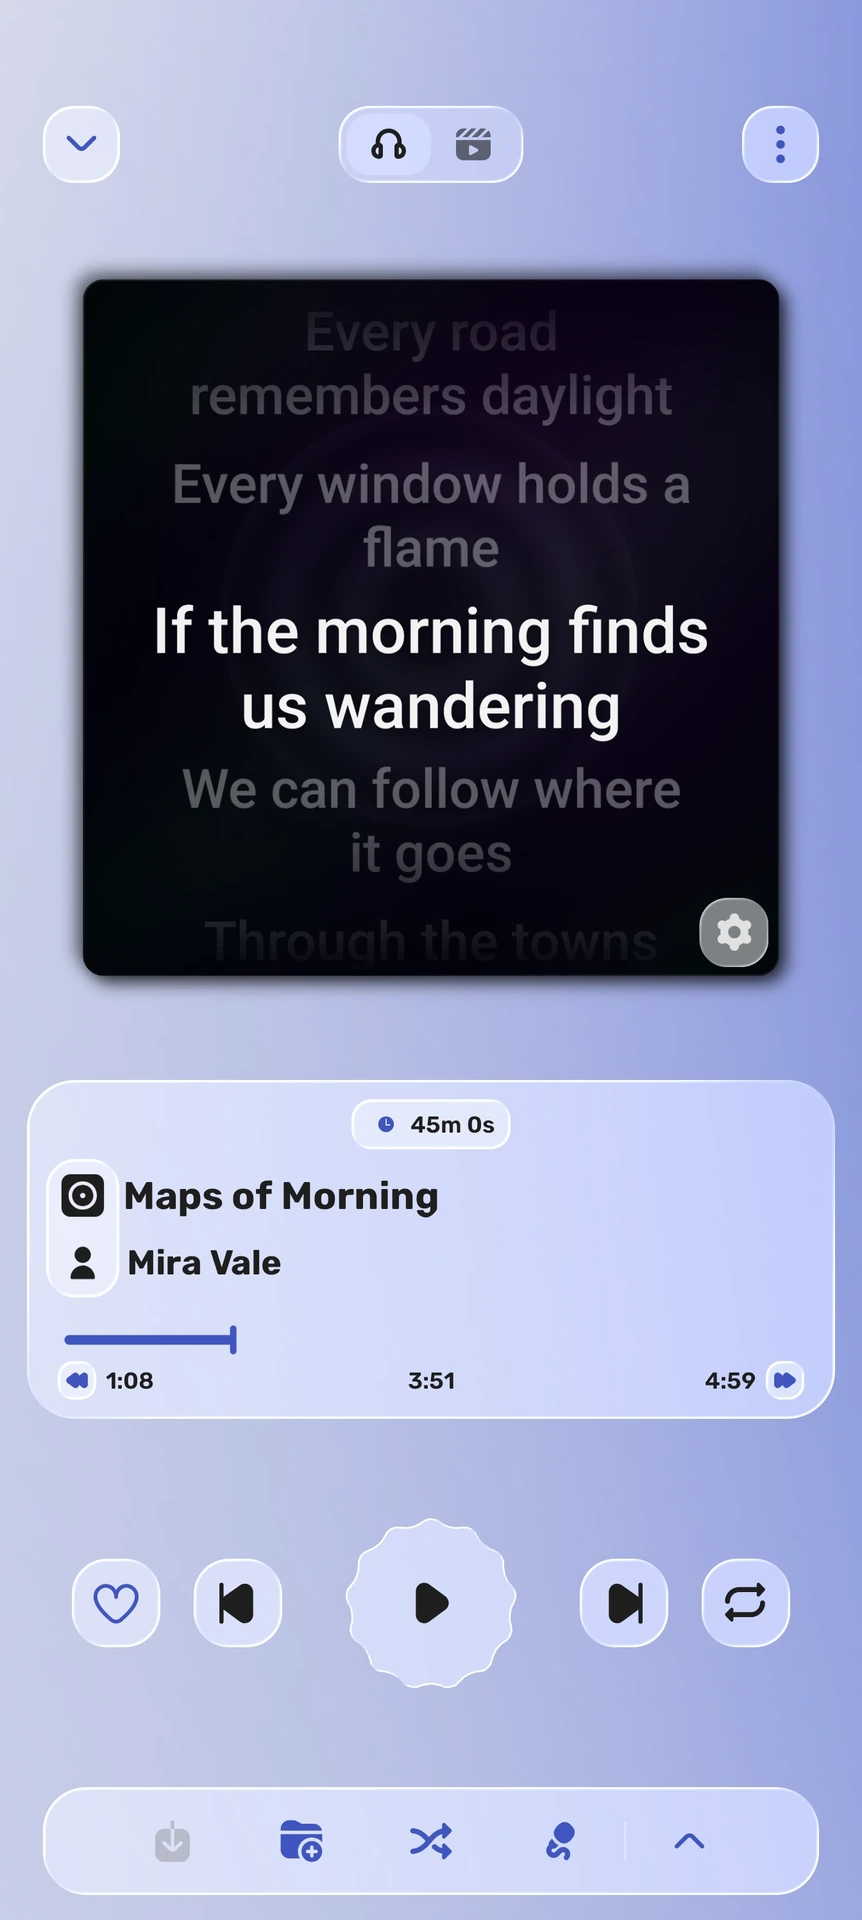 Every road
remembers daylight
Every window holds a
flame
If the morning finds
us wandering
We can follow where
it goes
Through the towns
45m 0s
Maps of Morning
Mira Vale
1:08 3:51 4:59